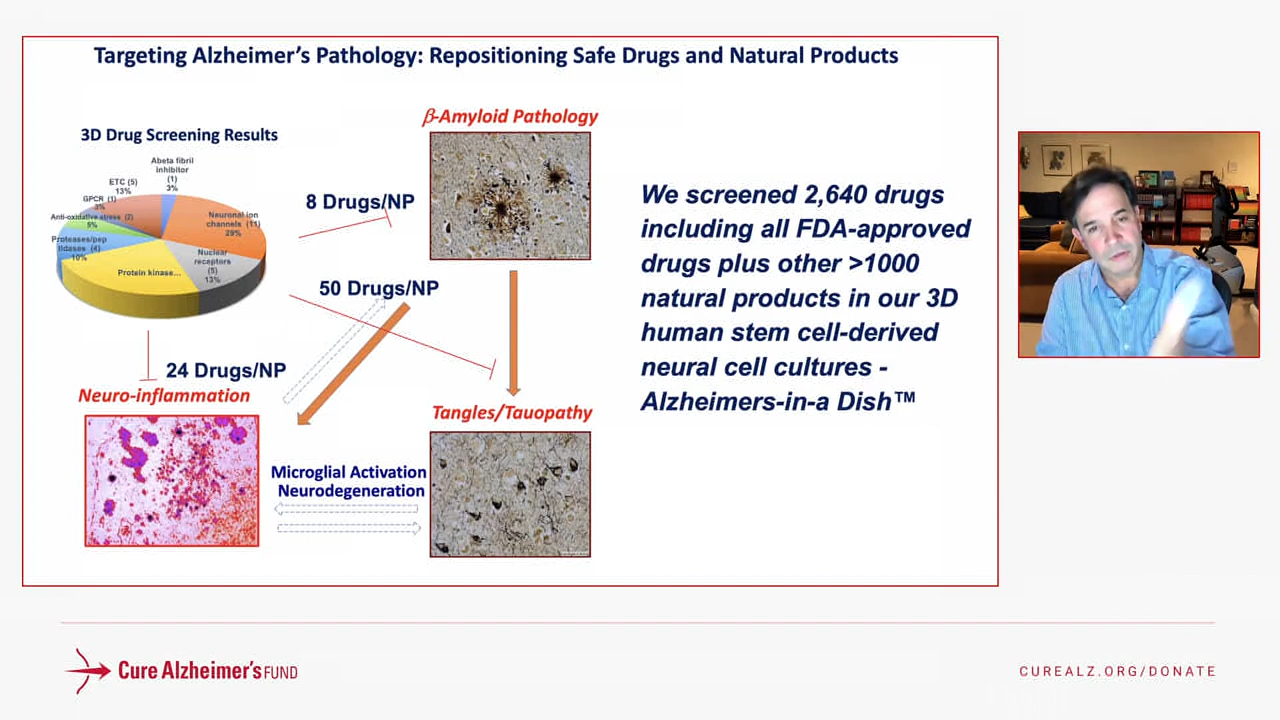 Targeting Alzheimer's Pathology: Repositioning Safe Drugs and Natural Products
3D Drug Screening Results
Abeta fibril
inhibitor
(1)
3%
ETC (5)
13%
GPCR (1)
3%
Anti-oxidative stress (2)
5%
Proteases/pep
tidases (4)
10%
Protein kinase...
Nuclear
receptors
(5)
13%
Neuronal ion
channels (11)
29%
β-Amyloid Pathology
8 Drugs/NP
50 Drugs/NP
24 Drugs/NP
Neuro-inflammation
Tangles/Tauopathy
Microglial Activation
Neurodegeneration
We screened 2,640 drugs
including all FDA-approved
drugs plus other >1000
natural products in our 3D
human stem cell-derived
neural cell cultures -
Alzheimers-in-a Dish™
Cure Alzheimer's FUND
CUREALZ.ORG/DONATE